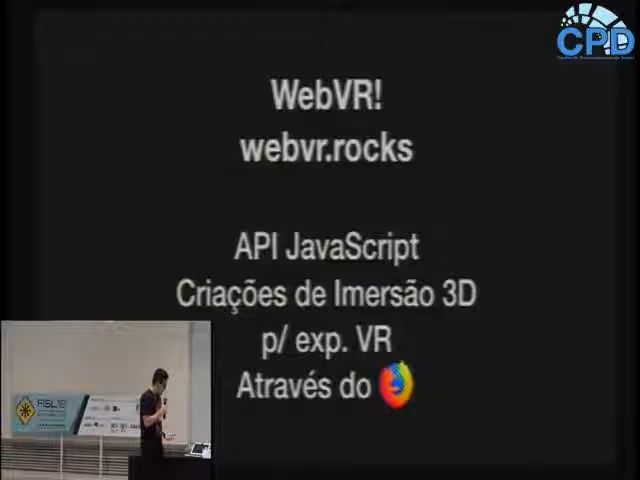 CPD
WebVR!
webvr.rocks
API JavaScript
Criações de Imersão 3D
p/ exp. VR
Através do